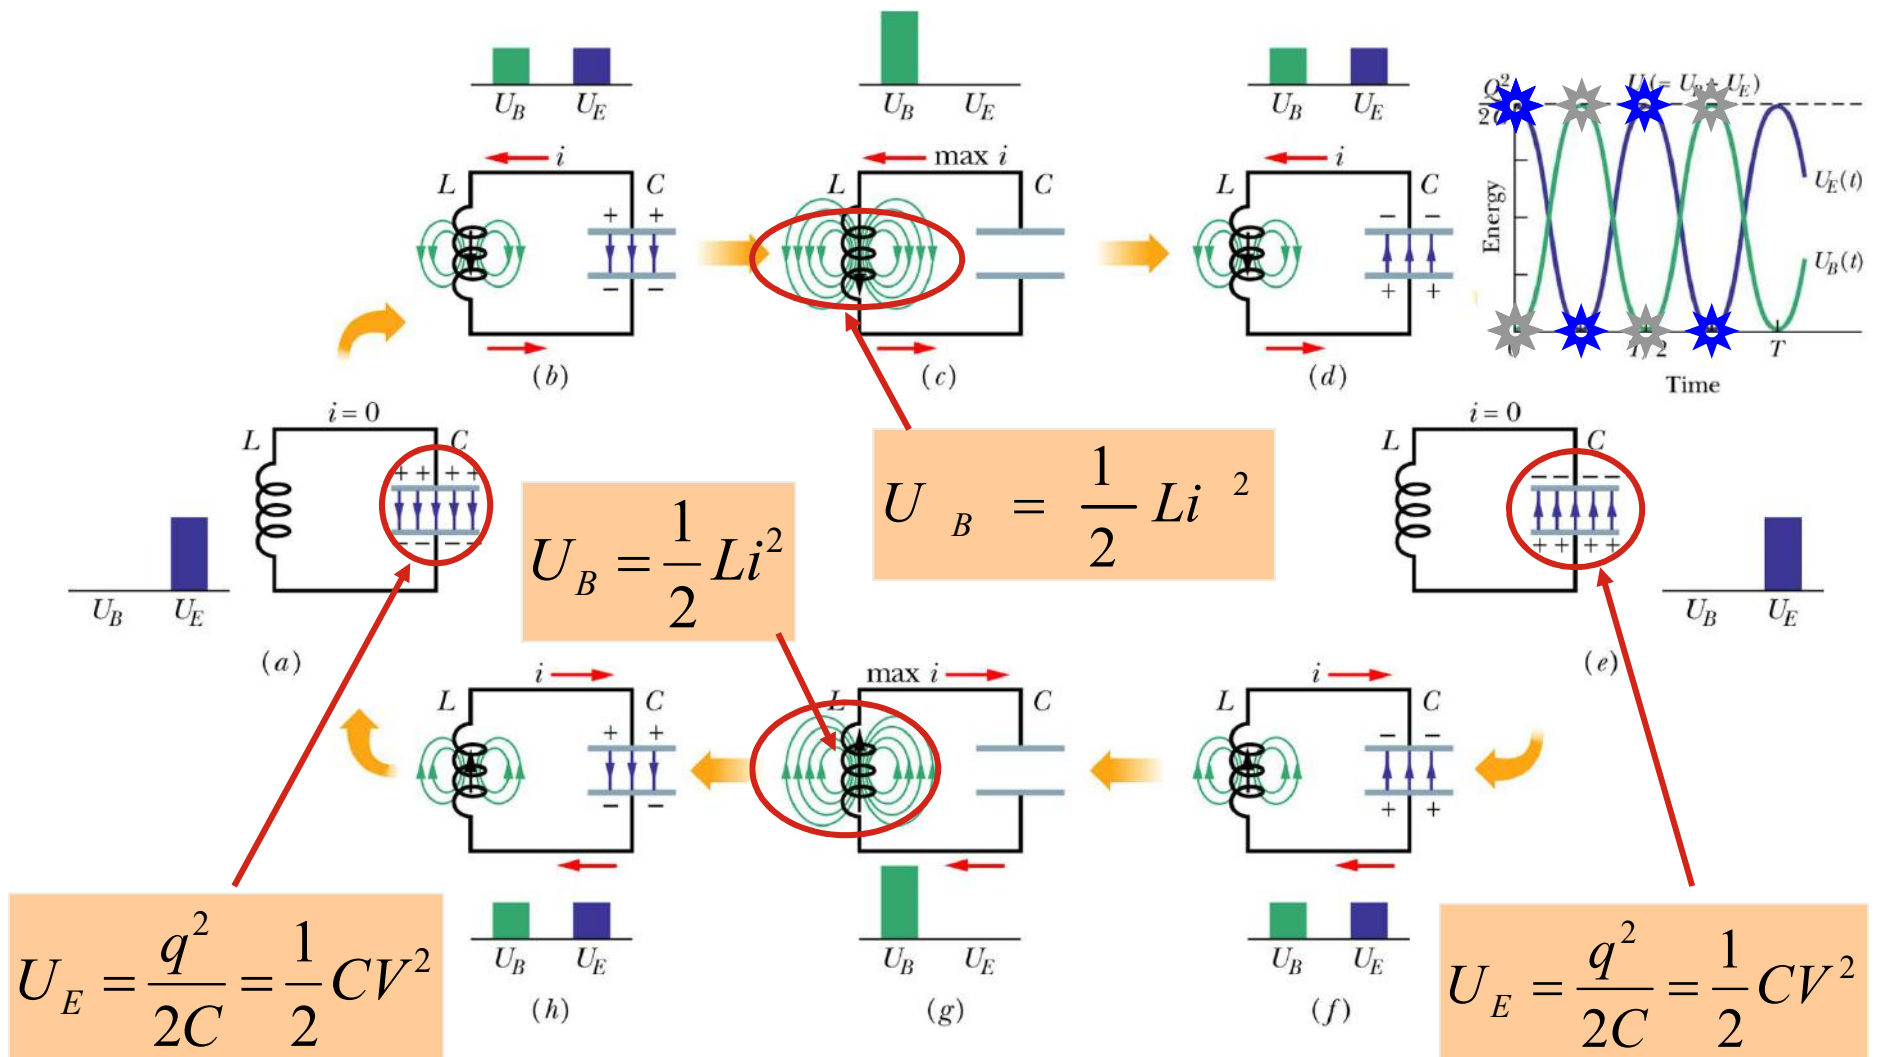 U_B U_E
U_B U_E
U_B U_E
Q²
2
U (= U_B + U_E)
Energy
U_E(t)
U_B(t)
0
T/2
T
Time
i
L
C
+ +
− −
(b)
max i
L
C
(c)
i
L
C
− −
+ +
(d)
i = 0
L
C
+ + + +
− − − −
U_B U_E
(a)
U_B = 1/2 Li²
U_B = 1/2 Li²
i = 0
L
C
− − − −
+ + + +
U_B U_E
(e)
i
L
C
+ +
− −
U_B U_E
(h)
max i
L
C
U_B U_E
(g)
i
L
C
− −
+ +
U_B U_E
(f)
U_E = q²/2C = 1/2 CV²
U_E = q²/2C = 1/2 CV²